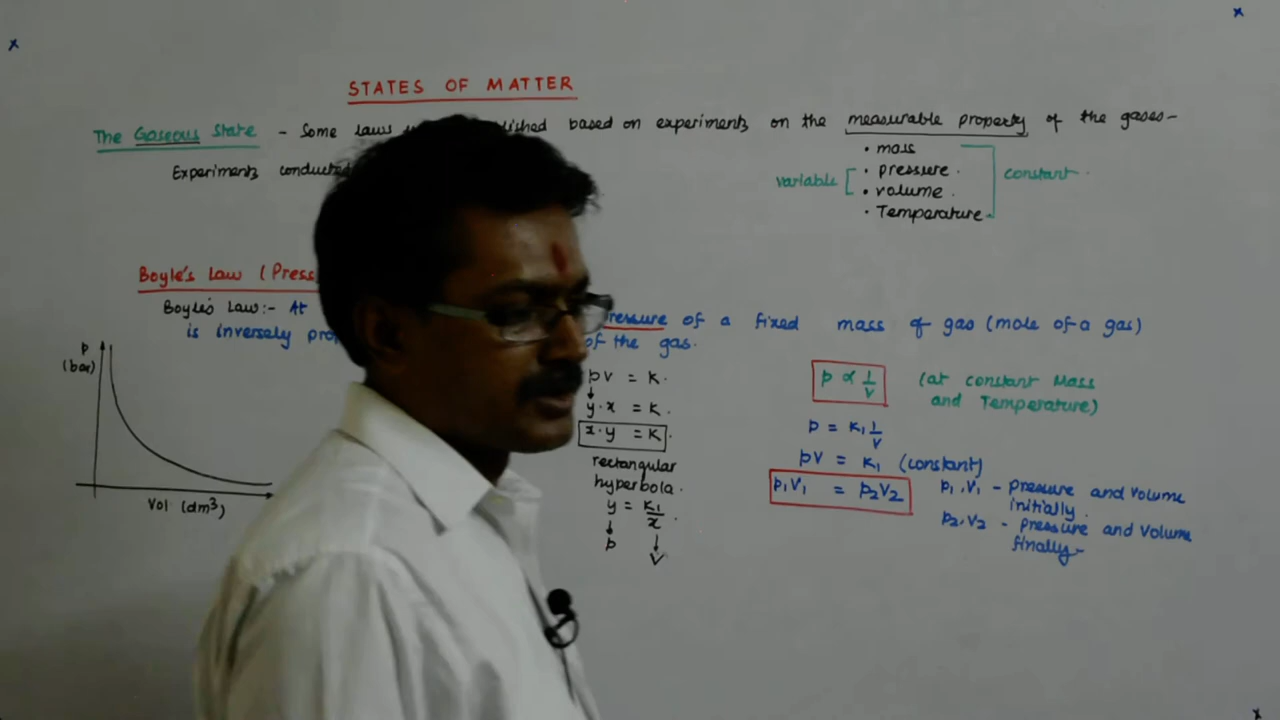 STATES OF MATTER
The Gaseous State - Some laws based on experiments on the measurable property of the gases-
• mass
Experiments conducted
variable
• pressure
constant
• volume
• Temperature
Boyle's Law (Press
Boyle's Law:- At
ressure of a fixed mass of gas (mole of a gas)
is inversely of the gas.
P
(bar)
Vol (dm³)
PV = K.
y.x = K.
x.y = K.
rectangular
hyperbola.
y = K₁/x.
↓ ↓
P V
P ∝ 1/V (at constant Mass
and Temperature)
P = K₁ 1/V
PV = K₁ (constant)
P₁V₁ = P₂V₂
P₁,V₁ - Pressure and Volume
initially.
P₂,V₂ - Pressure and Volume
finally-